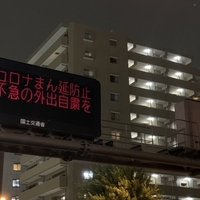 コロナまん延防止
不急の外出自粛を
国土交通省